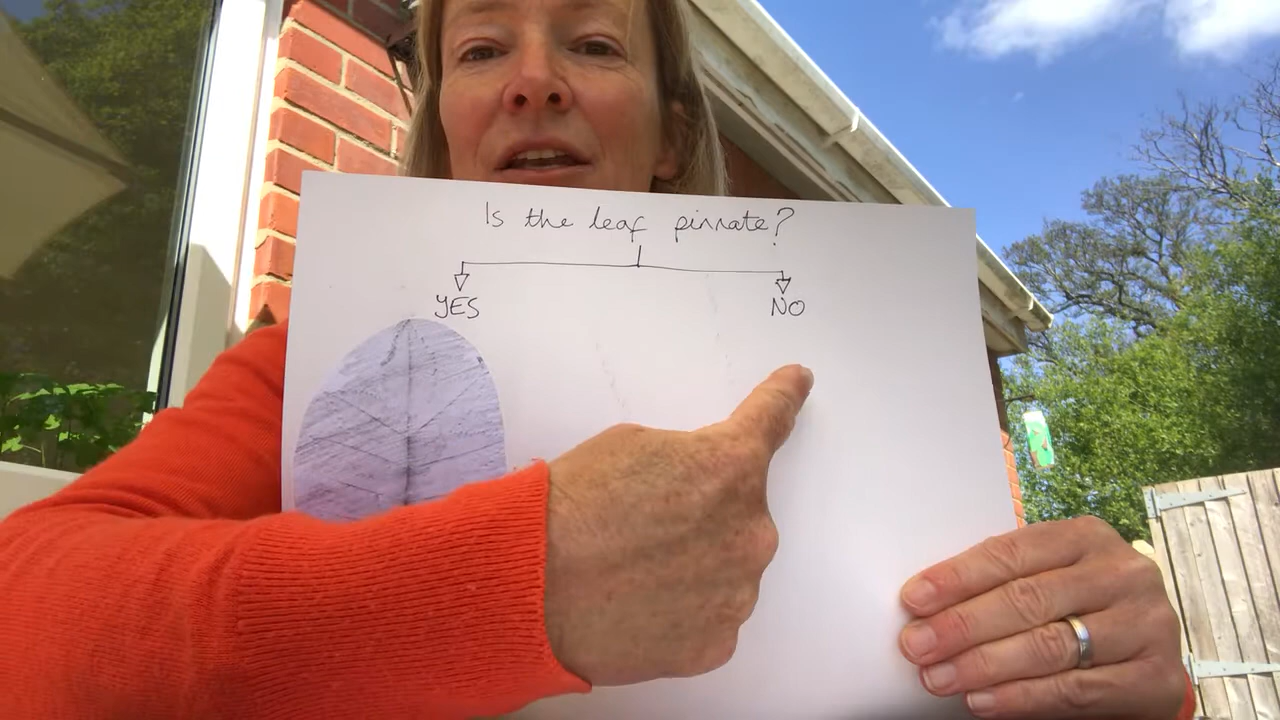 Is the leaf pinnate?
YES NO